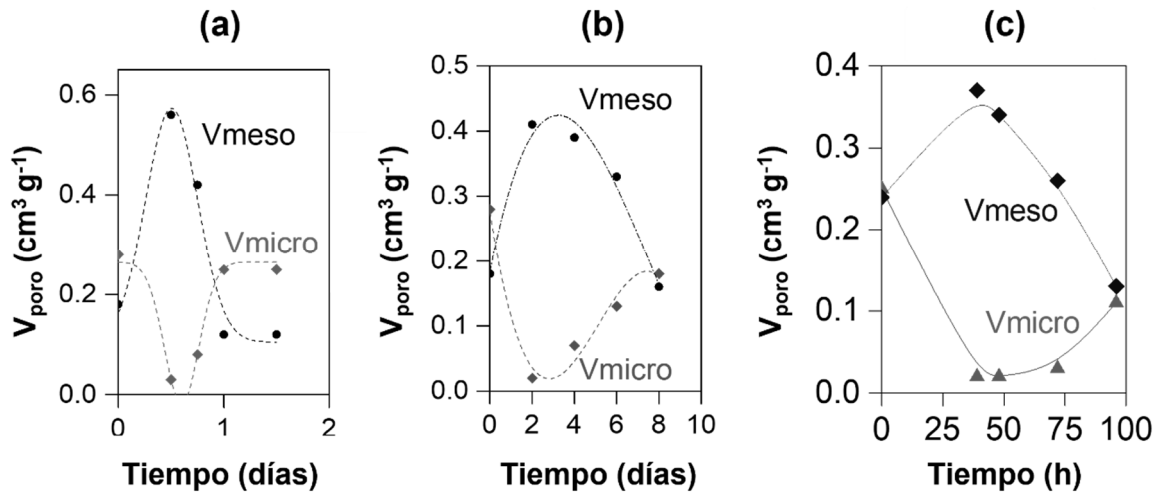 (a)
V_poro (cm³ g⁻¹)
0.6
0.4
0.2
0.0
Vmeso
Vmicro
0 1 2
Tiempo (días)
(b)
V_poro (cm³ g⁻¹)
0.5
0.4
0.3
0.2
0.1
0.0
Vmeso
Vmicro
0 2 4 6 8 10
Tiempo (días)
(c)
V_poro (cm³ g⁻¹)
0.4
0.3
0.2
0.1
0.0
Vmeso
Vmicro
0 25 50 75 100
Tiempo (h)